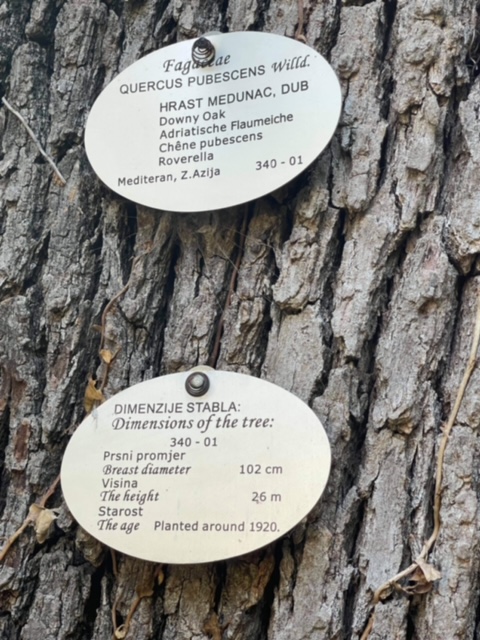 Fagaceae
QUERCUS PUBESCENS Willd.
HRAST MEDUNAC, DUB
Downy Oak
Adriatische Flaumeiche
Chêne pubescens
Roverella
Mediteran, Z.Azija 340 - 01
DIMENZIJE STABLA:
Dimensions of the tree:
340 - 01
Prsni promjer
Breast diameter 102 cm
Visina
The height 26 m
Starost
The age Planted around 1920.